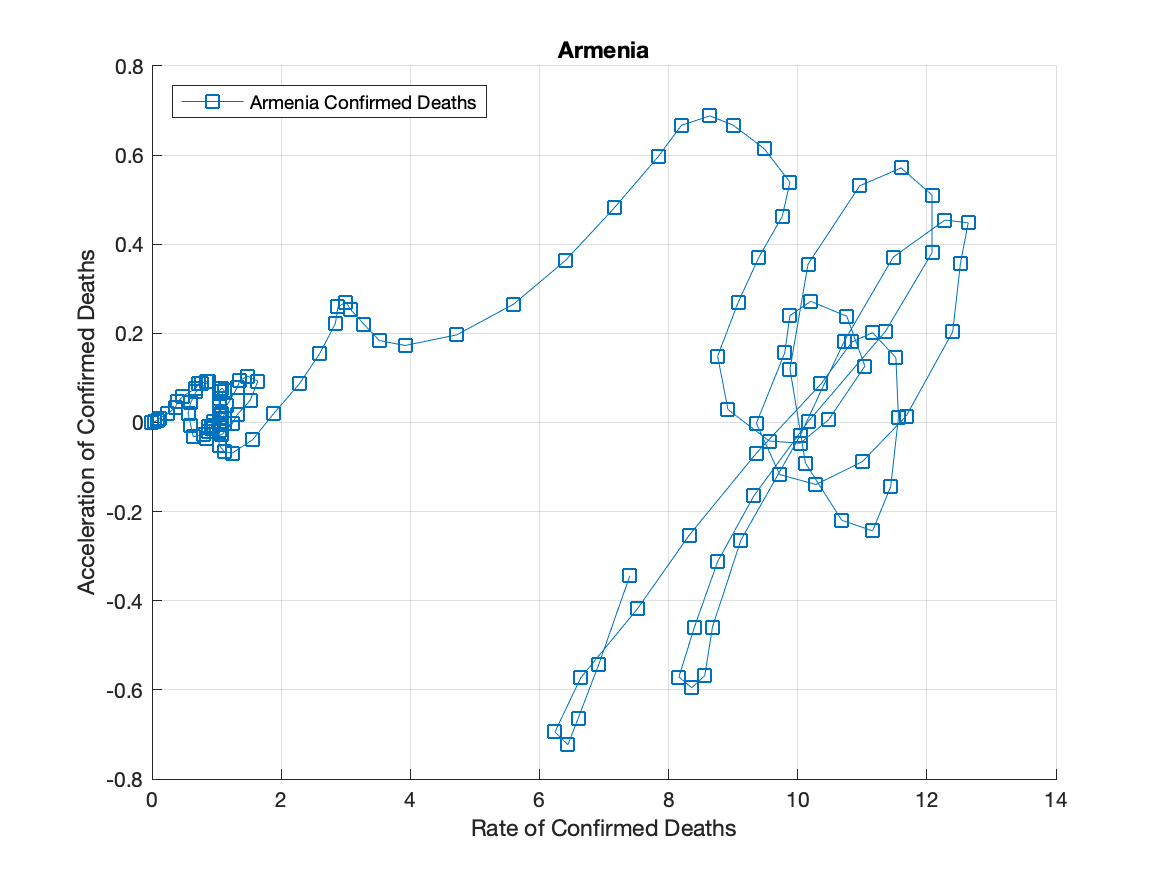 Armenia
Armenia Confirmed Deaths
Acceleration of Confirmed Deaths
0.8
0.6
0.4
0.2
0
-0.2
-0.4
-0.6
-0.8
0 2 4 6 8 10 12 14
Rate of Confirmed Deaths